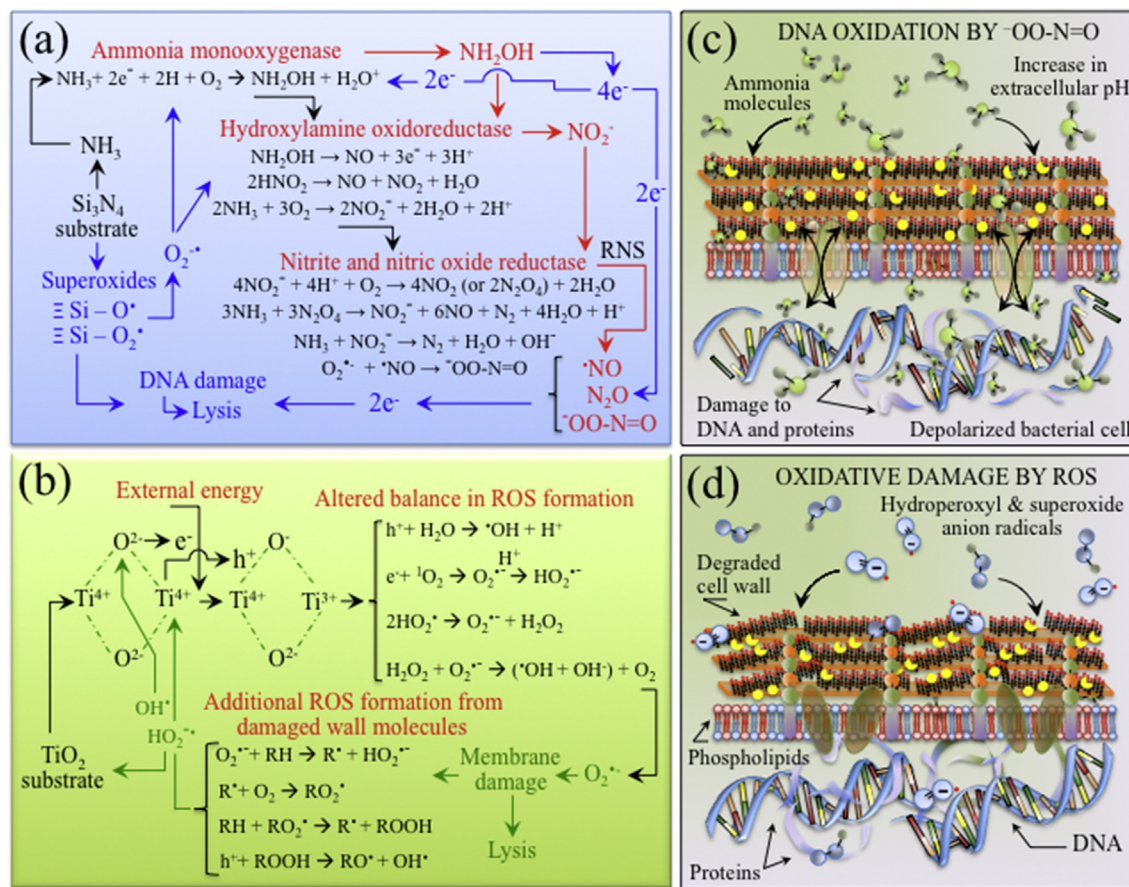 (a)
Ammonia monooxygenase
NH₂OH
NH₃+ 2e⁻ + 2H + O₂ → NH₂OH + H₂O⁺
2e⁻
4e⁻
Hydroxylamine oxidoreductase
NO₂⁻
NH₃
NH₂OH → NO + 3e⁻ + 3H⁺
2HNO₂ → NO + NO₂ + H₂O
2NH₃ + 3O₂ → 2NO₂⁻ + 2H₂O + 2H⁺
2e⁻
Si₃N₄
substrate
O₂⁻•
RNS
Superoxides
Nitrite and nitric oxide reductase
Ξ Si – O•
Ξ Si – O₂•
4NO₂⁻ + 4H⁺ + O₂ → 4NO₂ (or 2N₂O₄) + 2H₂O
3NH₃ + 3N₂O₄ → NO₂⁻ + 6NO + N₂ + 4H₂O + H⁺
NH₃ + NO₂⁻ → N₂ + H₂O + OH⁻
O₂•⁻ + •NO → ⁻OO-N=O
•NO
N₂O
⁻OO-N=O
DNA damage
Lysis
2e⁻
(b)
External energy
Altered balance in ROS formation
O²⁻
e⁻
h⁺
O⁻
Ti⁴⁺
Ti⁴⁺
Ti⁴⁺
Ti³⁺
O²⁻
O²⁻
h⁺+ H₂O → •OH + H⁺
H⁺
e⁻+ ¹O₂ → O₂•⁻ → HO₂•⁻
2HO₂• → O₂•⁻ + H₂O₂
H₂O₂ + O₂•⁻ → (•OH + OH⁻) + O₂
OH•
HO₂⁻•
TiO₂
substrate
Additional ROS formation from
damaged wall molecules
O₂•⁻+ RH → R• + HO₂•⁻
R•+ O₂ → RO₂•
RH + RO₂• → R• + ROOH
h⁺+ ROOH → RO• + OH•
Membrane
damage
O₂•⁻
Lysis
(c)
DNA OXIDATION BY ⁻OO-N=O
Ammonia
molecules
Increase in
extracellular pH
Damage to
DNA and proteins
Depolarized bacterial cell
(d)
OXIDATIVE DAMAGE BY ROS
Hydroperoxyl & superoxide
anion radicals
Degraded
cell wall
Phospholipids
Proteins
DNA